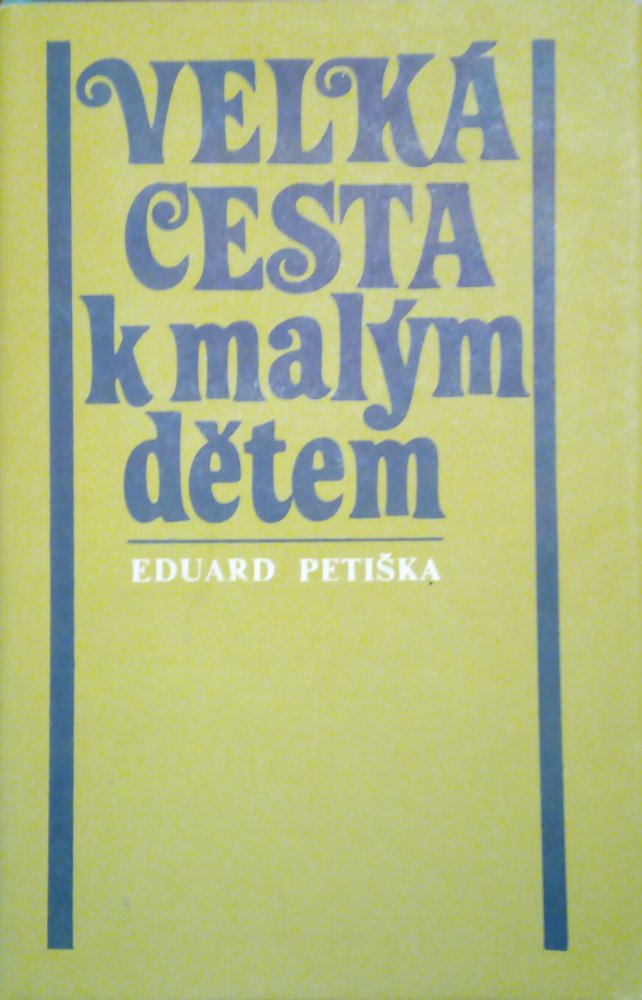 VELKÁ
CESTA
k malým
dětem
EDUARD PETIŠKA